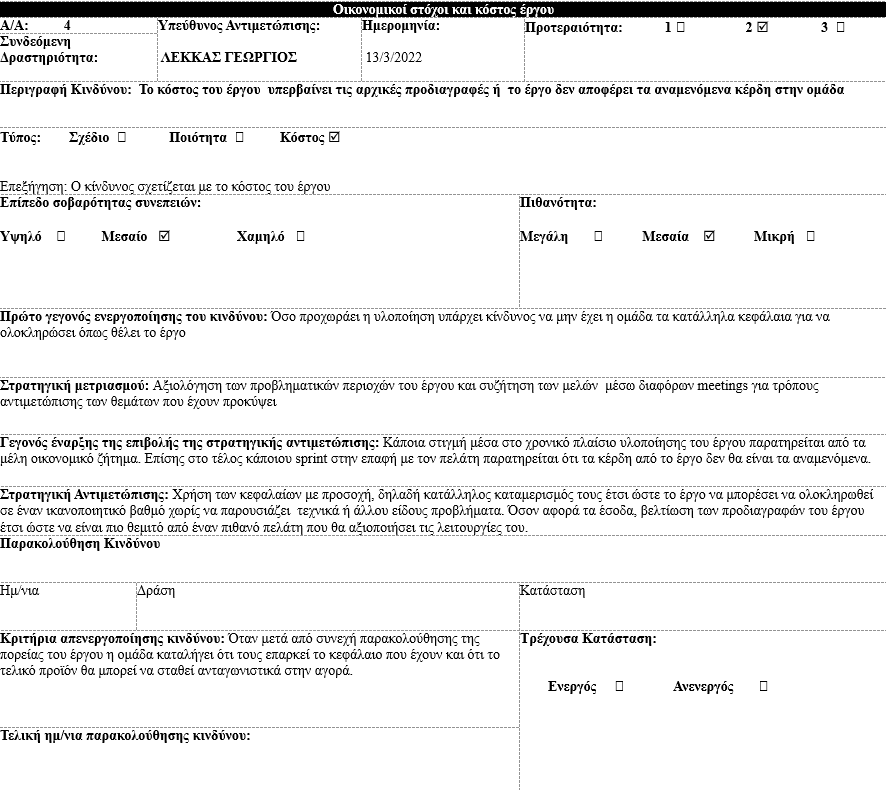 Οικονομικοί στόχοι και κόστος έργου
Α/Α: 4 Υπεύθυνος Αντιμετώπισης: Ημερομηνία: Προτεραιότητα: 1 ☐ 2 ☑ 3 ☐
Συνδεόμενη
Δραστηριότητα: ΛΕΚΚΑΣ ΓΕΩΡΓΙΟΣ 13/3/2022
Περιγραφή Κινδύνου: Το κόστος του έργου υπερβαίνει τις αρχικές προδιαγραφές ή το έργο δεν αποφέρει τα αναμενόμενα κέρδη στην ομάδα
Τύπος: Σχέδιο ☐ Ποιότητα ☐ Κόστος ☑
Επεξήγηση: Ο κίνδυνος σχετίζεται με το κόστος του έργου
Επίπεδο σοβαρότητας συνεπειών: Πιθανότητα:
Υψηλό ☐ Μεσαίο ☑ Χαμηλό ☐ Μεγάλη ☐ Μεσαία ☑ Μικρή ☐
Πρώτο γεγονός ενεργοποίησης του κινδύνου: Όσο προχωράει η υλοποίηση υπάρχει κίνδυνος να μην έχει η ομάδα τα κατάλληλα κεφάλαια για να
ολοκληρώσει όπως θέλει το έργο
Στρατηγική μετριασμού: Αξιολόγηση των προβληματικών περιοχών του έργου και συζήτηση των μελών μέσω διαφόρων meetings για τρόπους
αντιμετώπισης των θεμάτων που έχουν προκύψει
Γεγονός έναρξης της επιβολής της στρατηγικής αντιμετώπισης: Κάποια στιγμή μέσα στο χρονικό πλαίσιο υλοποίησης του έργου παρατηρείται από τα
μέλη οικονομικό ζήτημα. Επίσης στο τέλος κάποιου sprint στην επαφή με τον πελάτη παρατηρείται ότι τα κέρδη από το έργο δεν θα είναι τα αναμενόμενα.
Στρατηγική Αντιμετώπισης: Χρήση των κεφαλαίων με προσοχή, δηλαδή κατάλληλος καταμερισμός τους έτσι ώστε το έργο να μπορέσει να ολοκληρωθεί
σε έναν ικανοποιητικό βαθμό χωρίς να παρουσιάζει τεχνικά ή άλλου είδους προβλήματα. Όσον αφορά τα έσοδα, βελτίωση των προδιαγραφών του έργου
έτσι ώστε να είναι πιο θεμιτό από έναν πιθανό πελάτη που θα αξιοποιήσει τις λειτουργίες του.
Παρακολούθηση Κινδύνου
Ημ/νια Δράση Κατάσταση
Κριτήρια απενεργοποίησης κινδύνου: Όταν μετά από συνεχή παρακολούθησης της Τρέχουσα Κατάσταση:
πορείας του έργου η ομάδα καταλήγει ότι τους επαρκεί το κεφάλαιο που έχουν και ότι το
τελικό προϊόν θα μπορεί να σταθεί ανταγωνιστικά στην αγορά.
Ενεργός ☐ Ανενεργός ☐
Τελική ημ/νια παρακολούθησης κινδύνου: